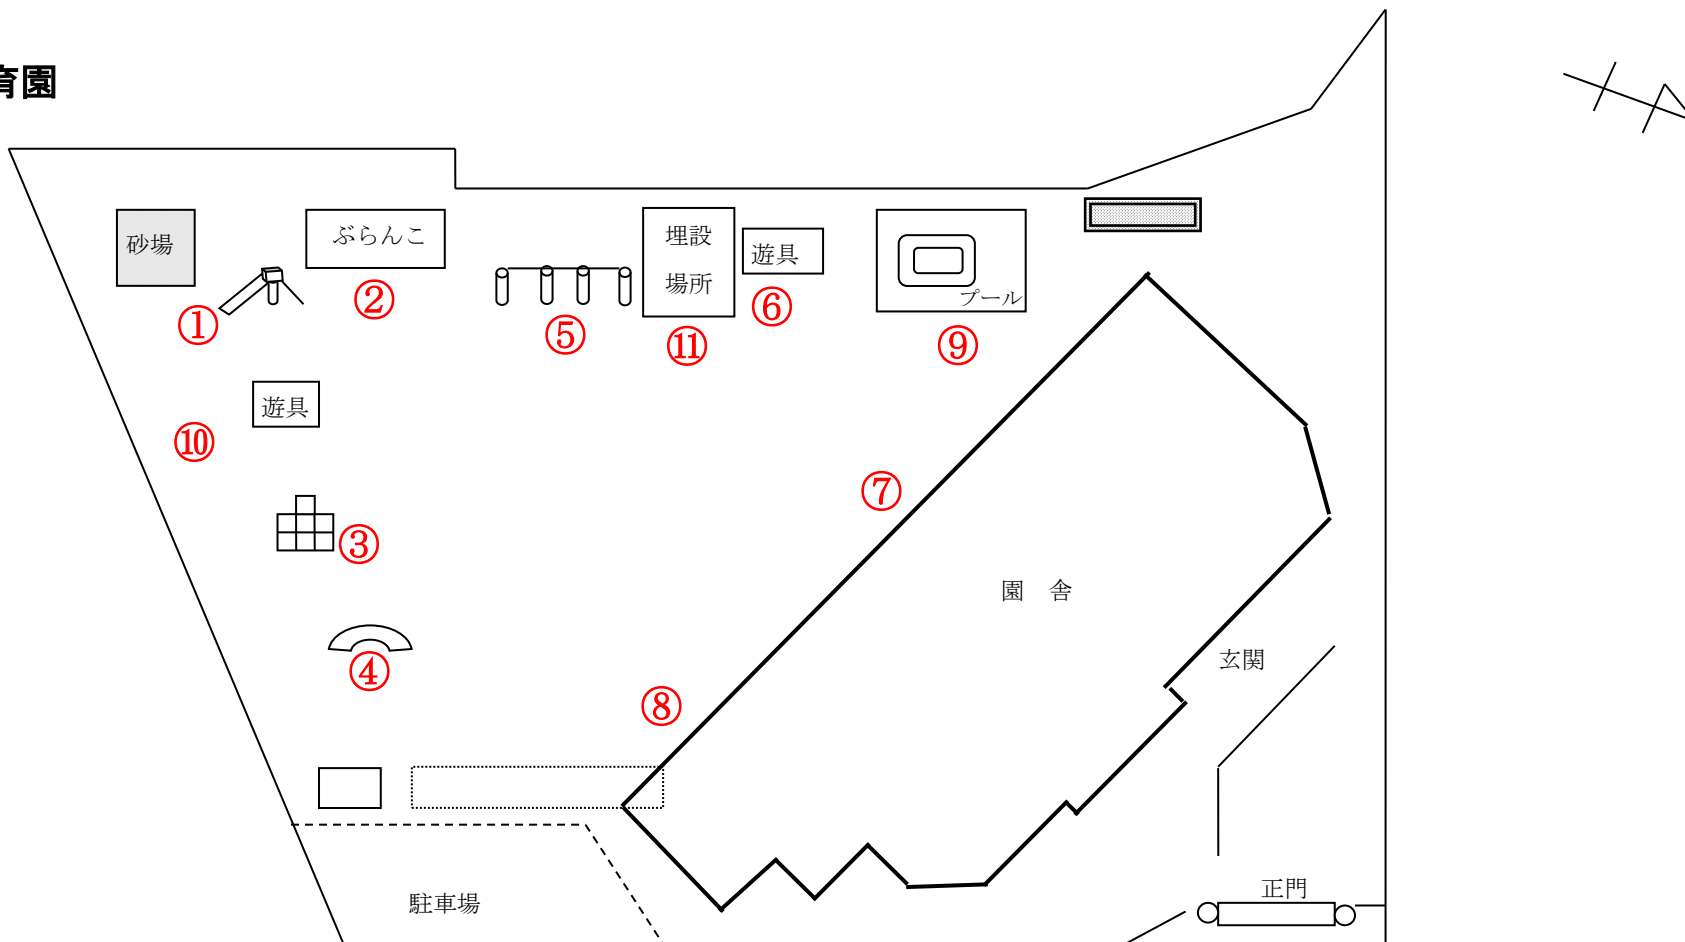 育園
砂場
ぶらんこ
埋設
場所
遊具
プール
①
②
⑤
⑥
⑪
⑨
遊具
⑩
⑦
③
園 舎
玄関
④
⑧
正門
駐車場